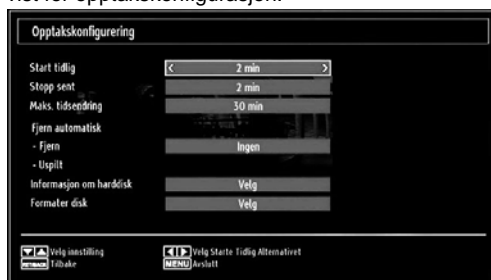 Opptakskonfigurering
Start tidlig < 2 min >
Stopp sent 2 min
Maks. tidsendring 30 min
Fjern automatisk
- Fjern Ingen
- Uspilt
Informasjon om harddisk Velg
Formater disk Velg
Velg innstilling Velg Starte Tidlig Alternativet
Tilbake MENU Avslutt